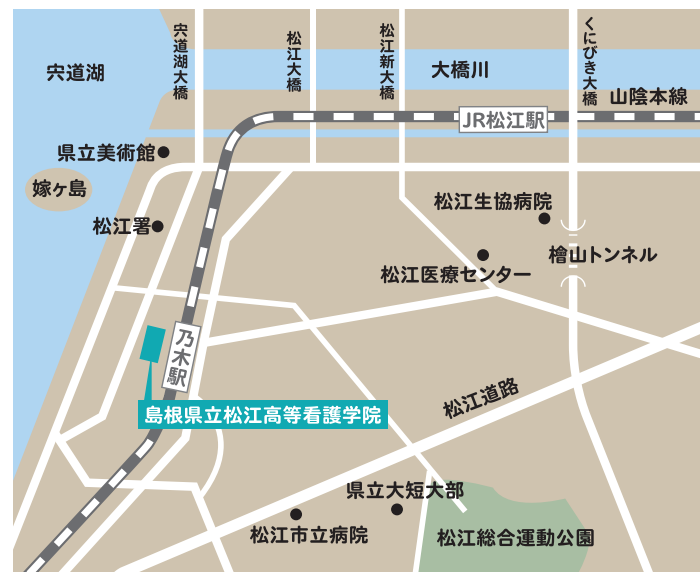 宍道湖
宍道湖大橋
松江大橋
松江新大橋
大橋川
くにびき大橋
山陰本線
JR松江駅
県立美術館
嫁ヶ島
松江署
松江生協病院
松江医療センター
檜山トンネル
乃木駅
島根県立松江高等看護学院
松江道路
県立大短大部
松江市立病院
松江総合運動公園